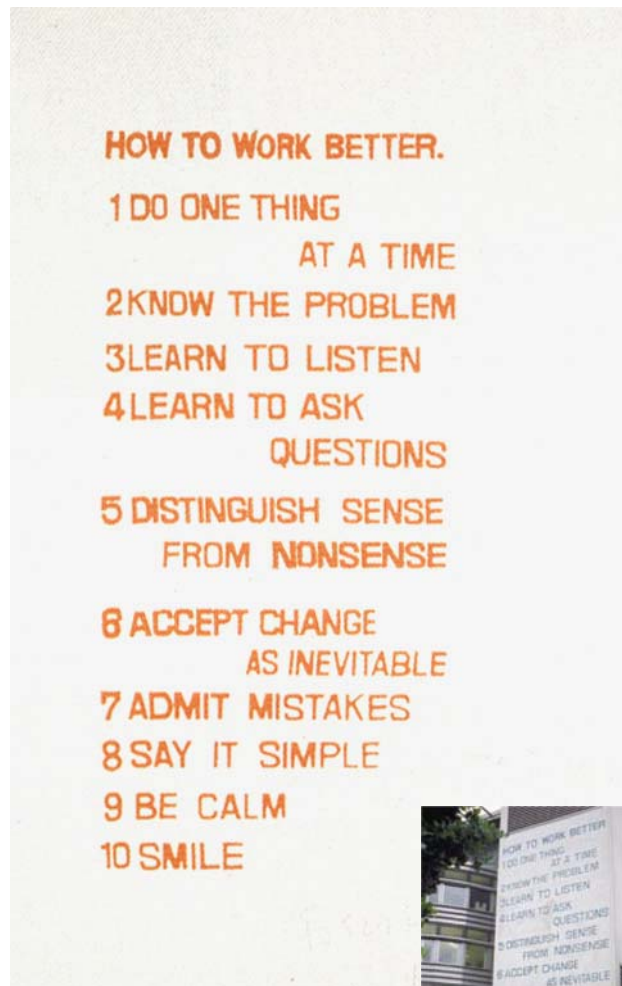 HOW TO WORK BETTER.
1 DO ONE THING
AT A TIME
2 KNOW THE PROBLEM
3 LEARN TO LISTEN
4 LEARN TO ASK
QUESTIONS
5 DISTINGUISH SENSE
FROM NONSENSE
6 ACCEPT CHANGE
AS INEVITABLE
7 ADMIT MISTAKES
8 SAY IT SIMPLE
9 BE CALM
10 SMILE
HOW TO WORK BETTER
1 DO ONE THING
AT A TIME
2 KNOW THE PROBLEM
3 LEARN TO LISTEN
4 LEARN TO ASK
QUESTIONS
5 DISTINGUISH SENSE
FROM NONSENSE
6 ACCEPT CHANGE
AS INEVITABLE